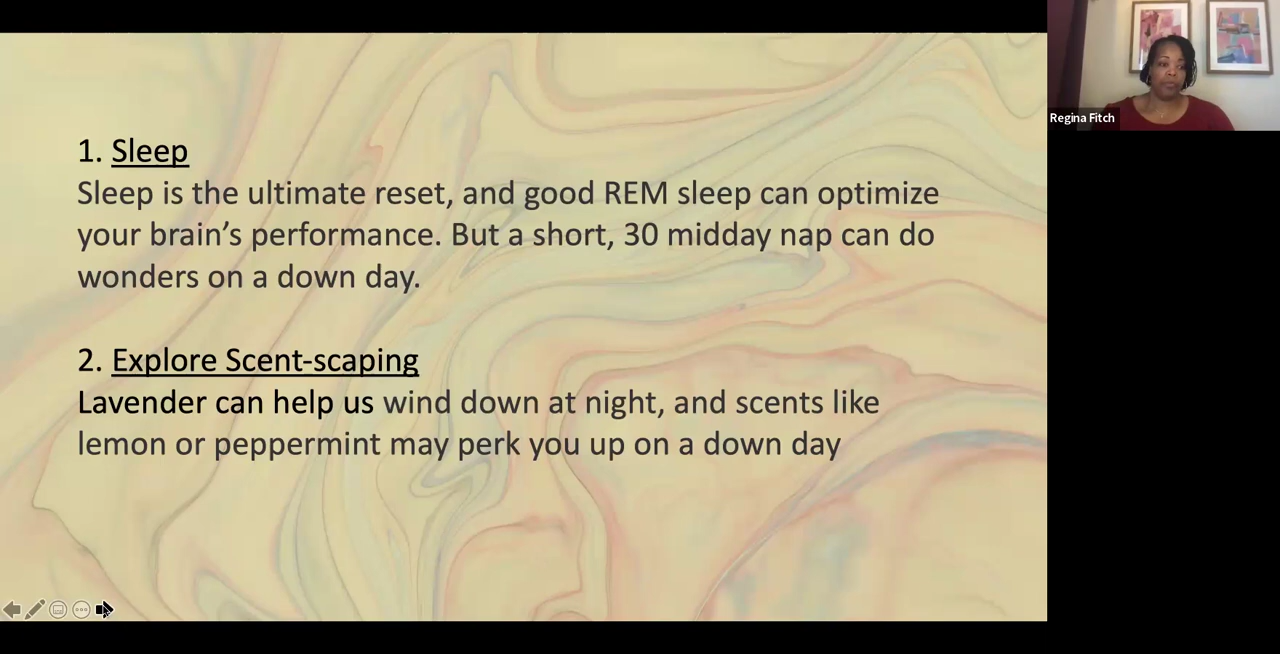 1. Sleep
Sleep is the ultimate reset, and good REM sleep can optimize
your brain’s performance. But a short, 30 midday nap can do
wonders on a down day.
2. Explore Scent-scaping
Lavender can help us wind down at night, and scents like
lemon or peppermint may perk you up on a down day
Regina Fitch